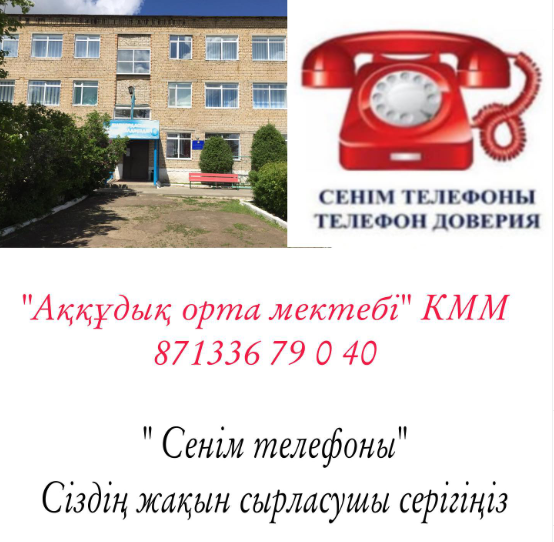 СЕНІМ ТЕЛЕФОНЫ
ТЕЛЕФОН ДОВЕРИЯ
"Аққұдық орта мектебі" КММ
871336 79 0 40
" Сенім телефоны"
Сіздің жақын сырласушы серігіңіз